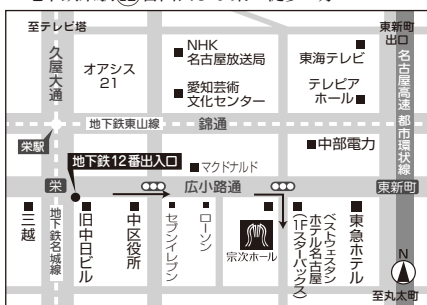 至テレビ塔
東新町
出口
久屋大通
オアシス
21
NHK
名古屋放送局
愛知芸術
文化センター
東海テレビ
テレピア
ホール
名古屋高速 都市環状線
地下鉄東山線
錦通
栄駅
地下鉄12番出入口
中部電力
マクドナルド
栄
広小路通
東新町
三越
地下鉄名城線
旧中日ビル
中区役所
セブンイレブン
ローソン
宗次ホール
ベストウェスタン
ホテル名古屋
(1Fスターバックス)
東急ホテル
N
至丸太町